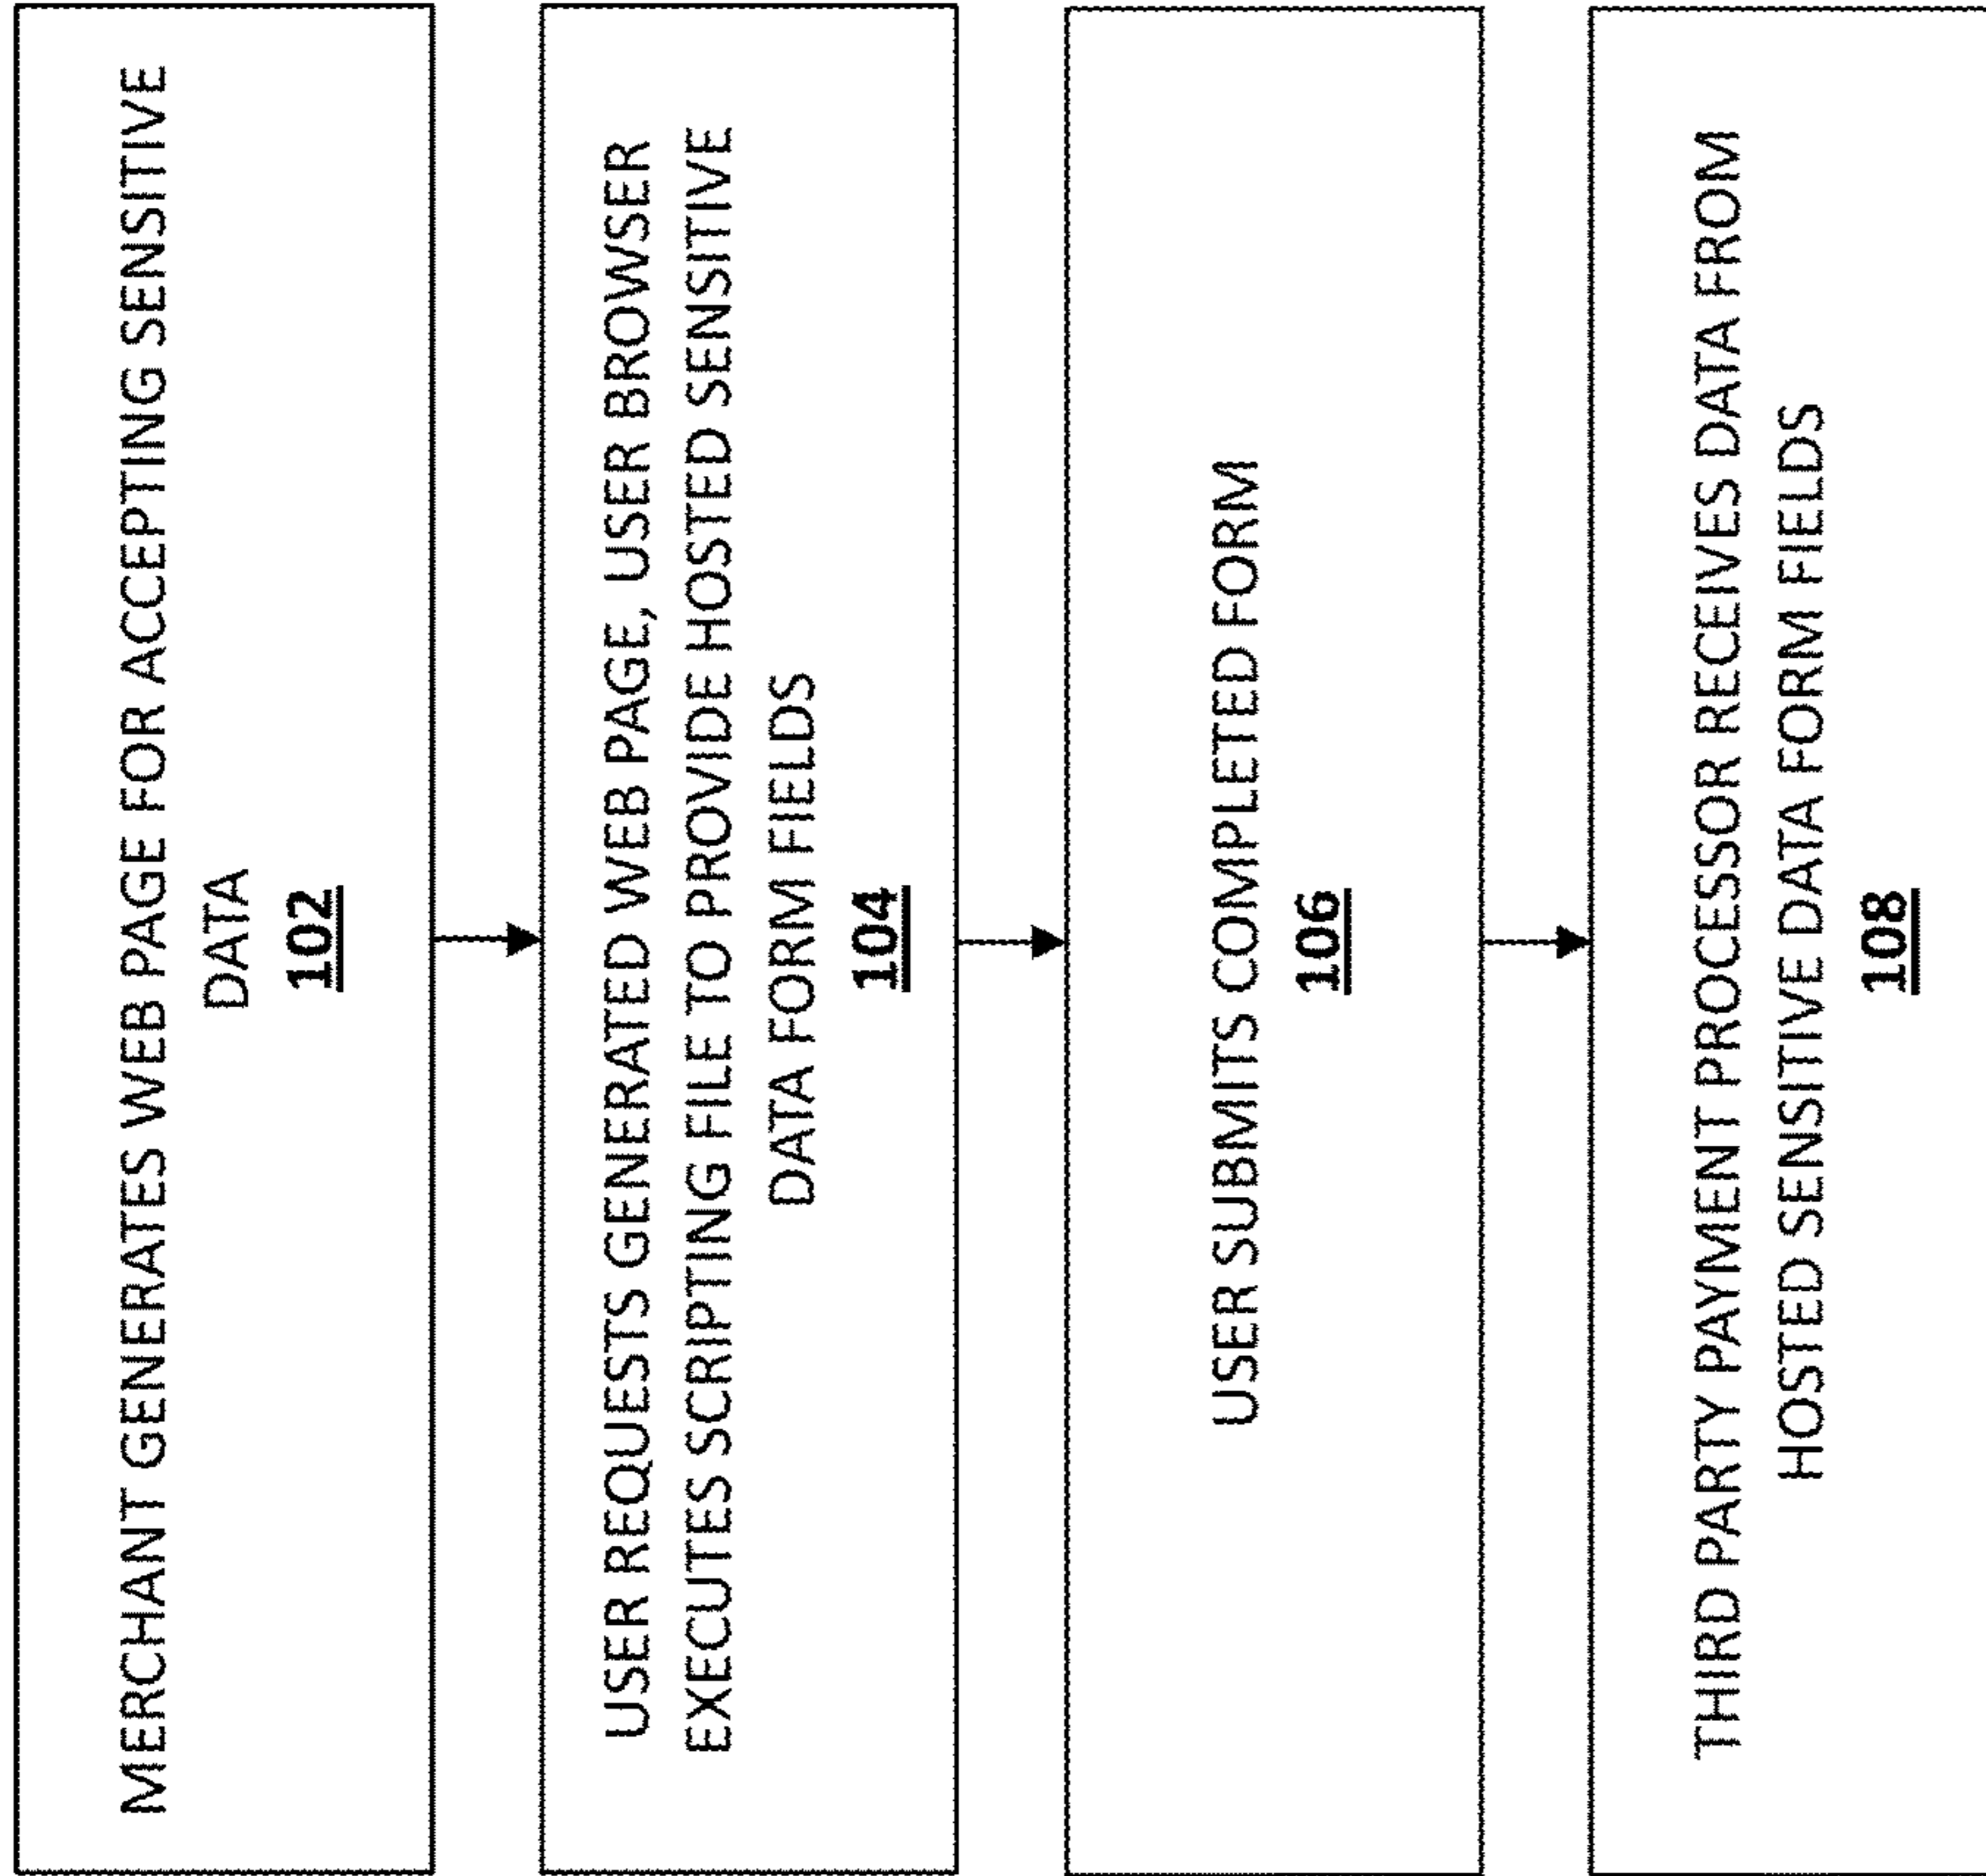 MERCHANT GENERATES WEB PAGE FOR ACCEPTING SENSITIVE
DATA
102
USER REQUESTS GENERATED WEB PAGE, USER BROWSER
EXECUTES SCRIPTING FILE TO PROVIDE HOSTED SENSITIVE
DATA FORM FIELDS
104
USER SUBMITS COMPLETED FORM
106
THIRD PARTY PAYMENT PROCESSOR RECEIVES DATA FROM
HOSTED SENSITIVE DATA FORM FIELDS
108